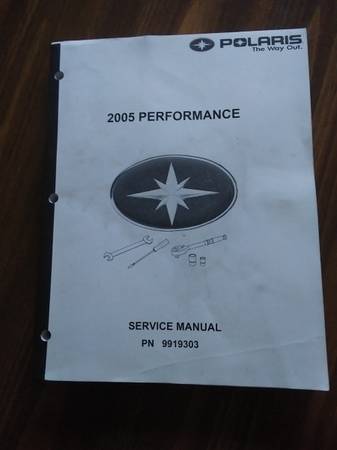 POLARIS
The Way Out.
2005 PERFORMANCE
SERVICE MANUAL
PN 9919303